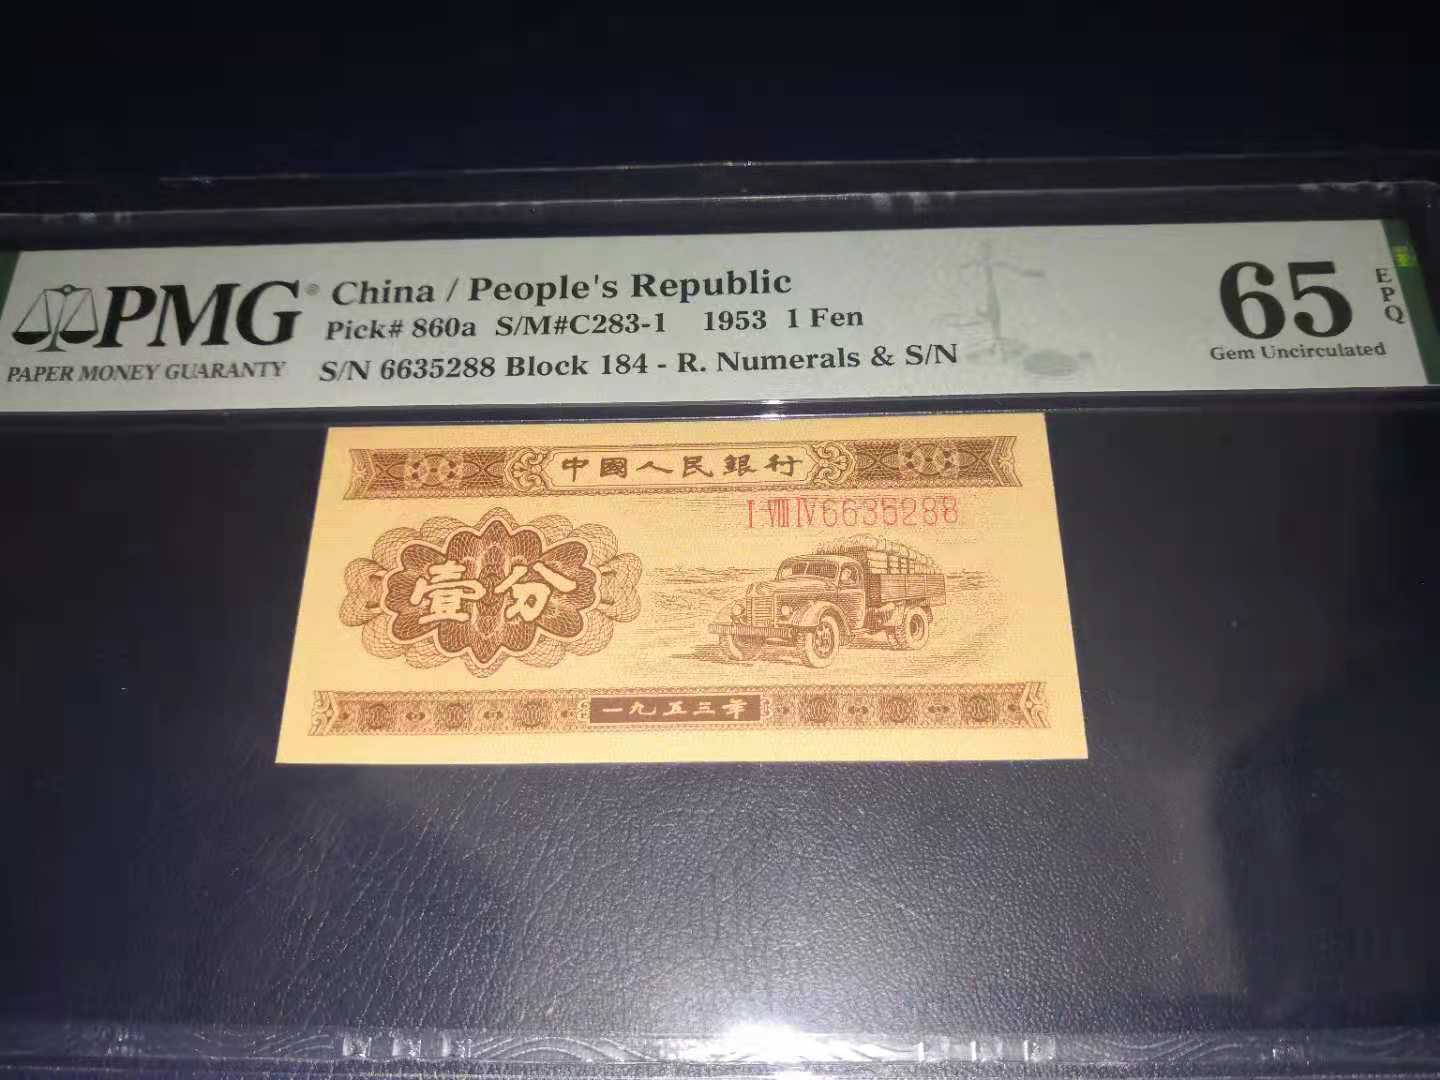 PMG® China / People's Republic
Pick# 860a S/M#C283-1 1953 1 Fen
PAPER MONEY GUARANTY S/N 6635288 Block 184 - R. Numerals & S/N
65 EPQ
Gem Uncirculated
中國人民銀行
I VIII IV 6635288
壹分
一九五三年